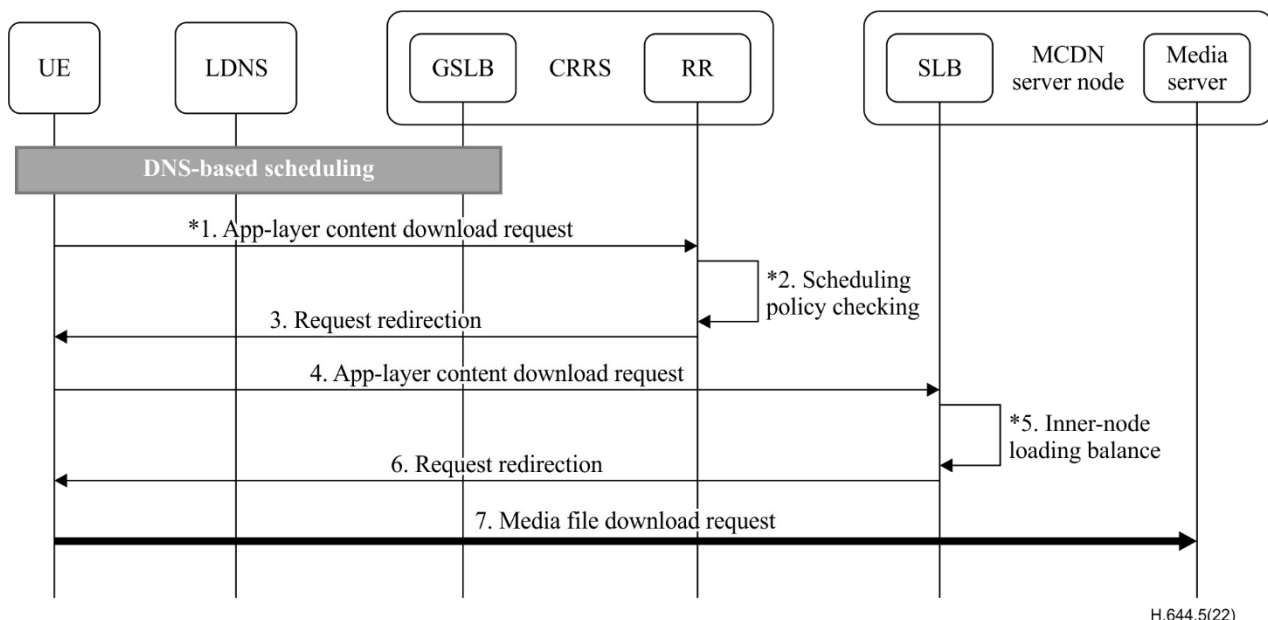 UE
LDNS
GSLB
CRRS
RR
SLB
MCDN
server node
Media
server
DNS-based scheduling
*1. App-layer content download request
*2. Scheduling
policy checking
3. Request redirection
4. App-layer content download request
*5. Inner-node
loading balance
6. Request redirection
7. Media file download request
H.644.5(22)